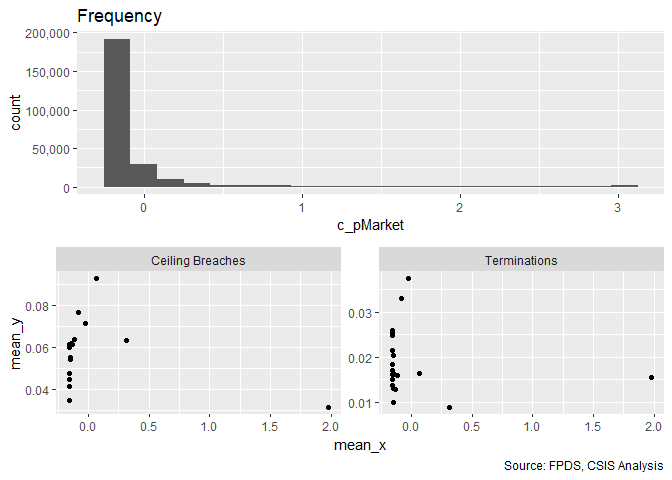 Frequency
200,000
150,000
100,000
50,000
0
count
0 1 2 3
c_pMarket
Ceiling Breaches Terminations
mean_y
0.08
0.06
0.04
0.03
0.02
0.01
0.0 0.5 1.0 1.5 2.0 0.0 0.5 1.0 1.5 2.0
mean_x
Source: FPDS, CSIS Analysis